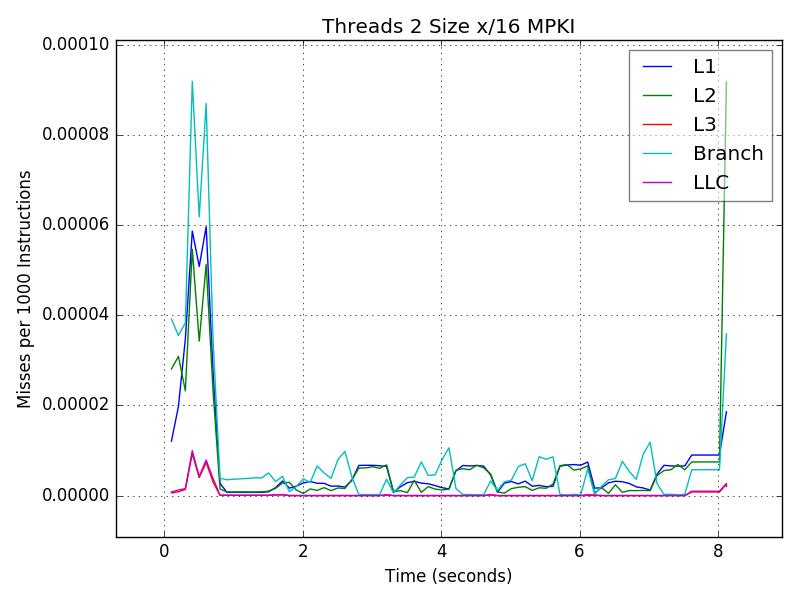 Threads 2 Size x/16 MPKI
0.00010
0.00008
0.00006
0.00004
0.00002
0.00000
Misses per 1000 Instructions
L1
L2
L3
Branch
LLC
0 2 4 6 8
Time (seconds)